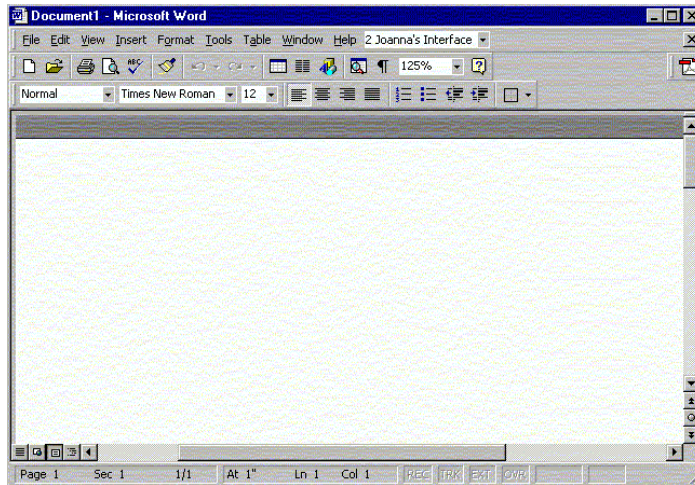 Document1 - Microsoft Word
File Edit View Insert Format Tools Table Window Help 2 Joanna's Interface
ABC 125%
Normal Times New Roman 12
Page 1 Sec 1 1/1 At 1" Ln 1 Col 1 REC TRK EXT OVR